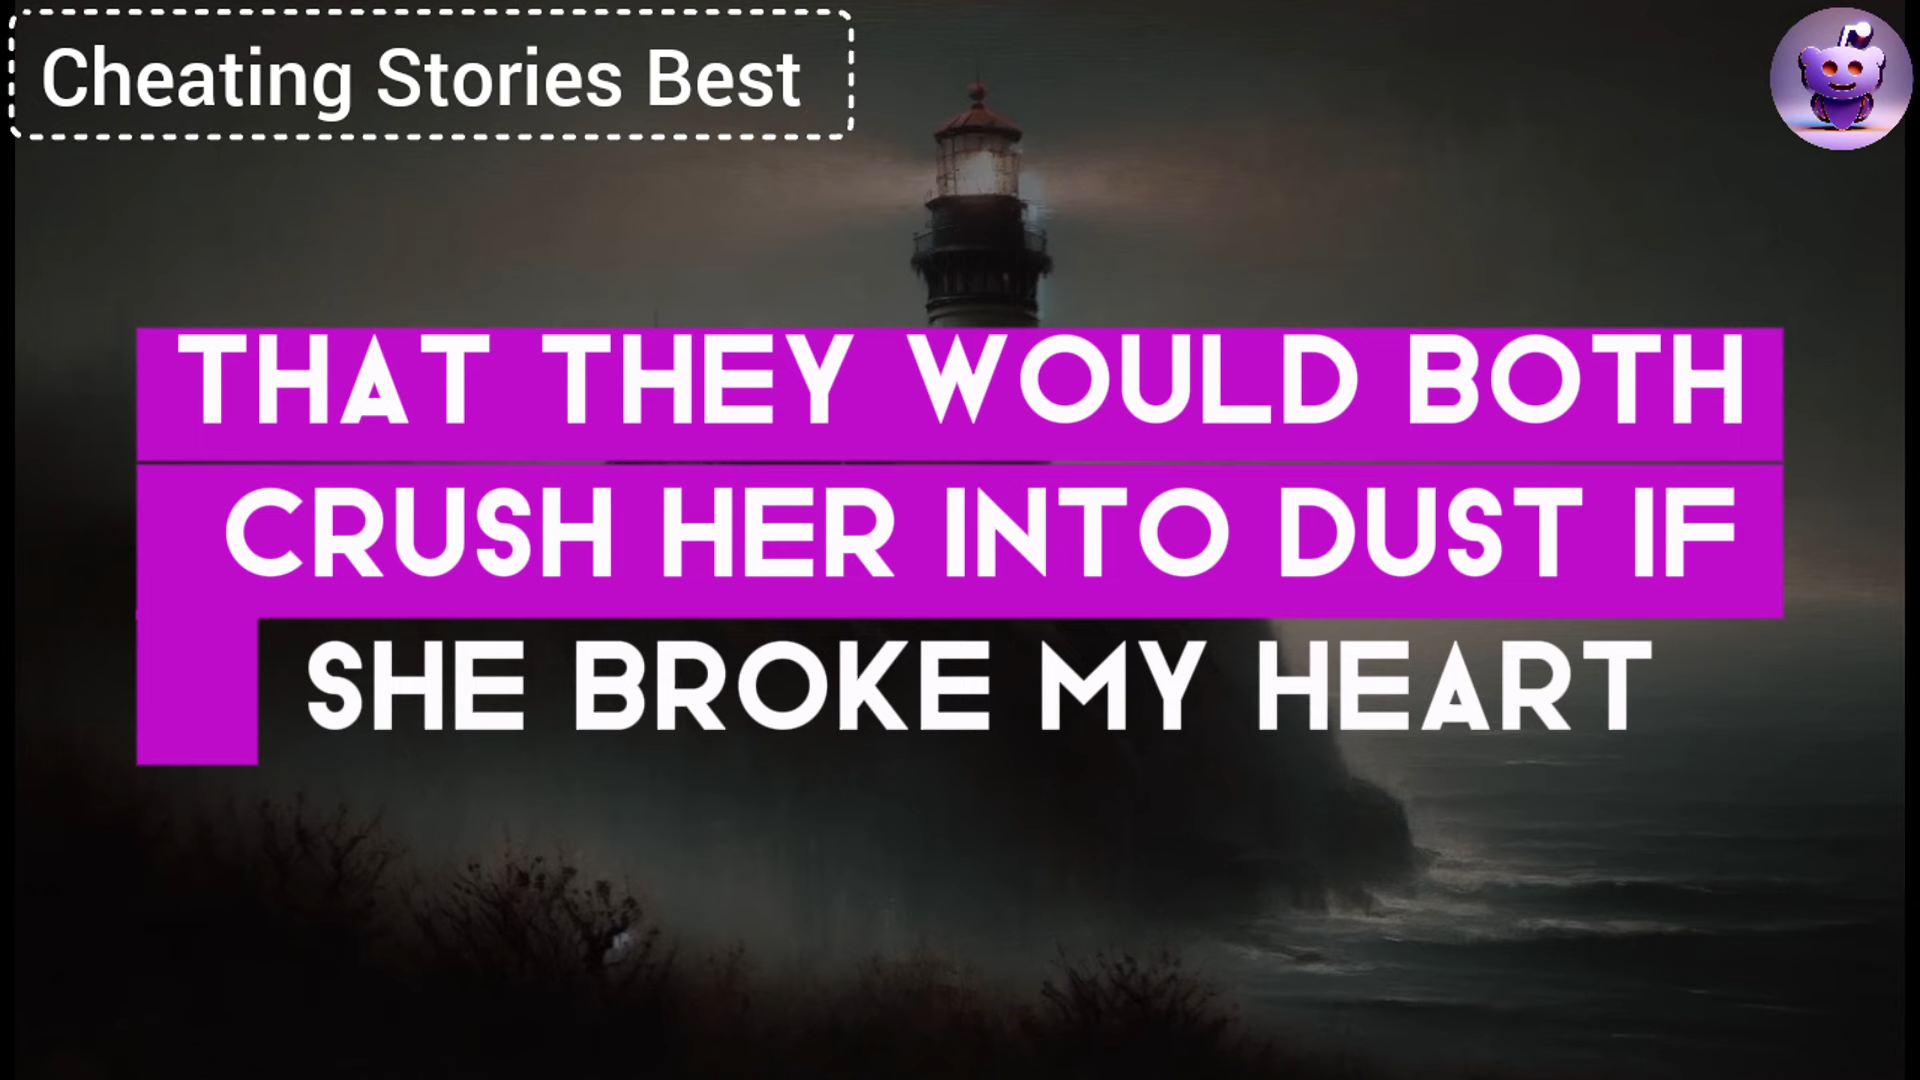 Cheating Stories Best
THAT THEY WOULD BOTH
CRUSH HER INTO DUST IF
SHE BROKE MY HEART